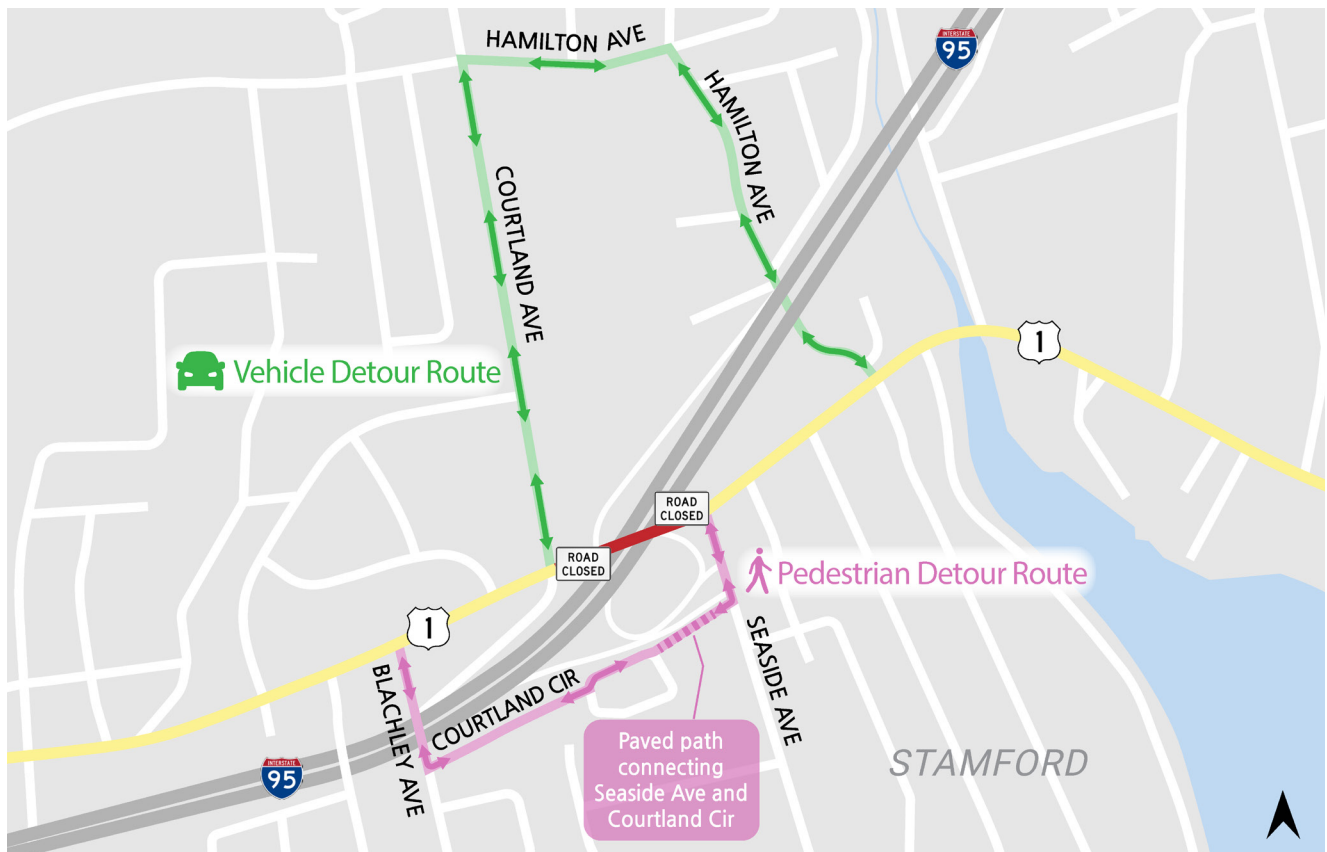 HAMILTON AVE
INTERSTATE
95
HAMILTON AVE
COURTLAND AVE
1
Vehicle Detour Route
ROAD
CLOSED
ROAD
CLOSED
Pedestrian Detour Route
1
SEASIDE AVE
BLACHLEY AVE
COURTLAND CIR
Paved path
connecting
Seaside Ave and
Courtland Cir
STAMFORD
INTERSTATE
95